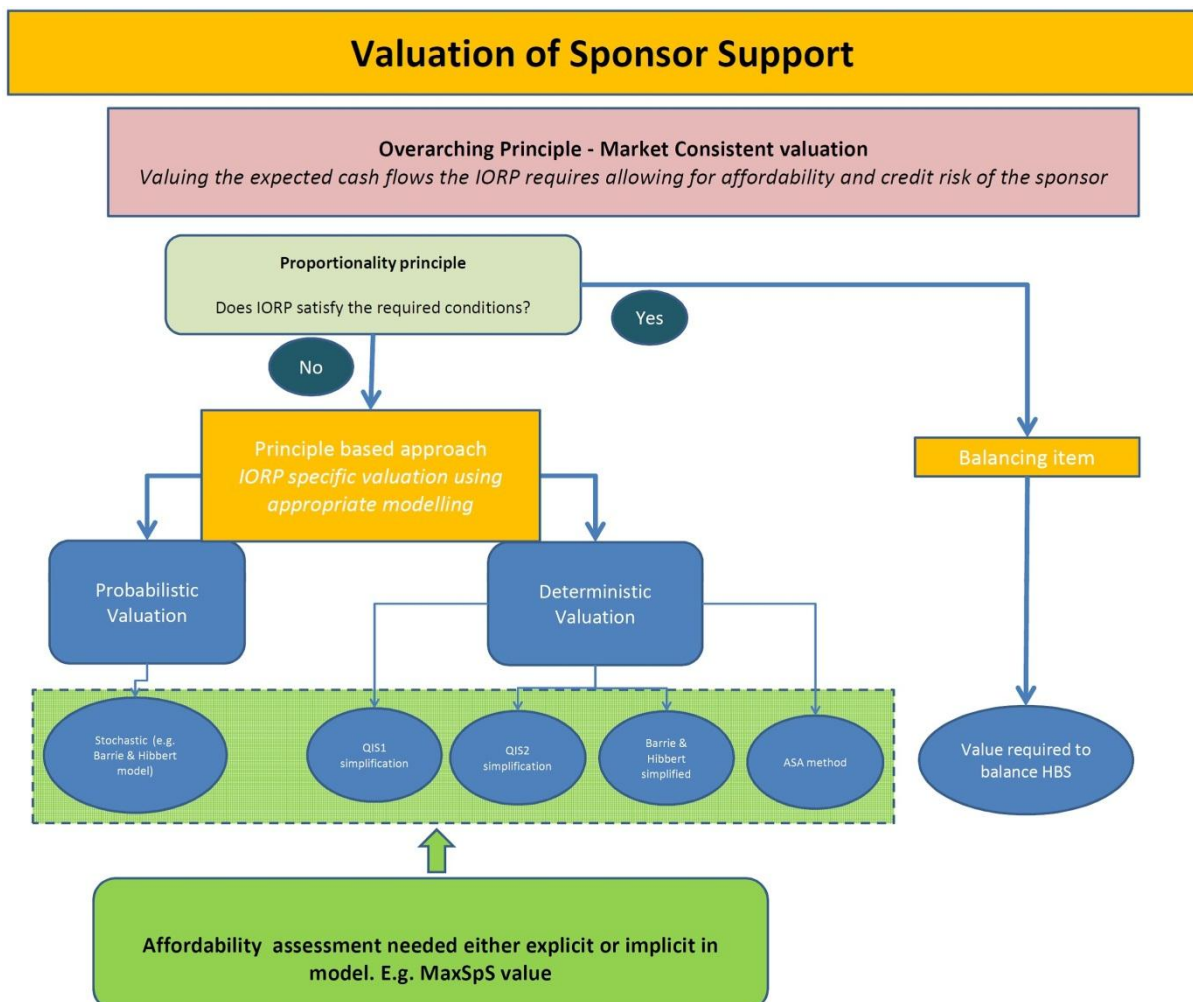 Valuation of Sponsor Support
Overarching Principle - Market Consistent valuation
Valuing the expected cash flows the IORP requires allowing for affordability and credit risk of the sponsor
Proportionality principle
Does IORP satisfy the required conditions?
Yes
No
Principle based approach
IORP specific valuation using
appropriate modelling
Balancing item
Probabilistic
Valuation
Deterministic
Valuation
Stochastic (e.g.
Barrie & Hibbert
model)
QIS1
simplification
QIS2
simplification
Barrie &
Hibbert
simplified
ASA method
Value required to
balance HBS
Affordability assessment needed either explicit or implicit in
model. E.g. MaxSpS value